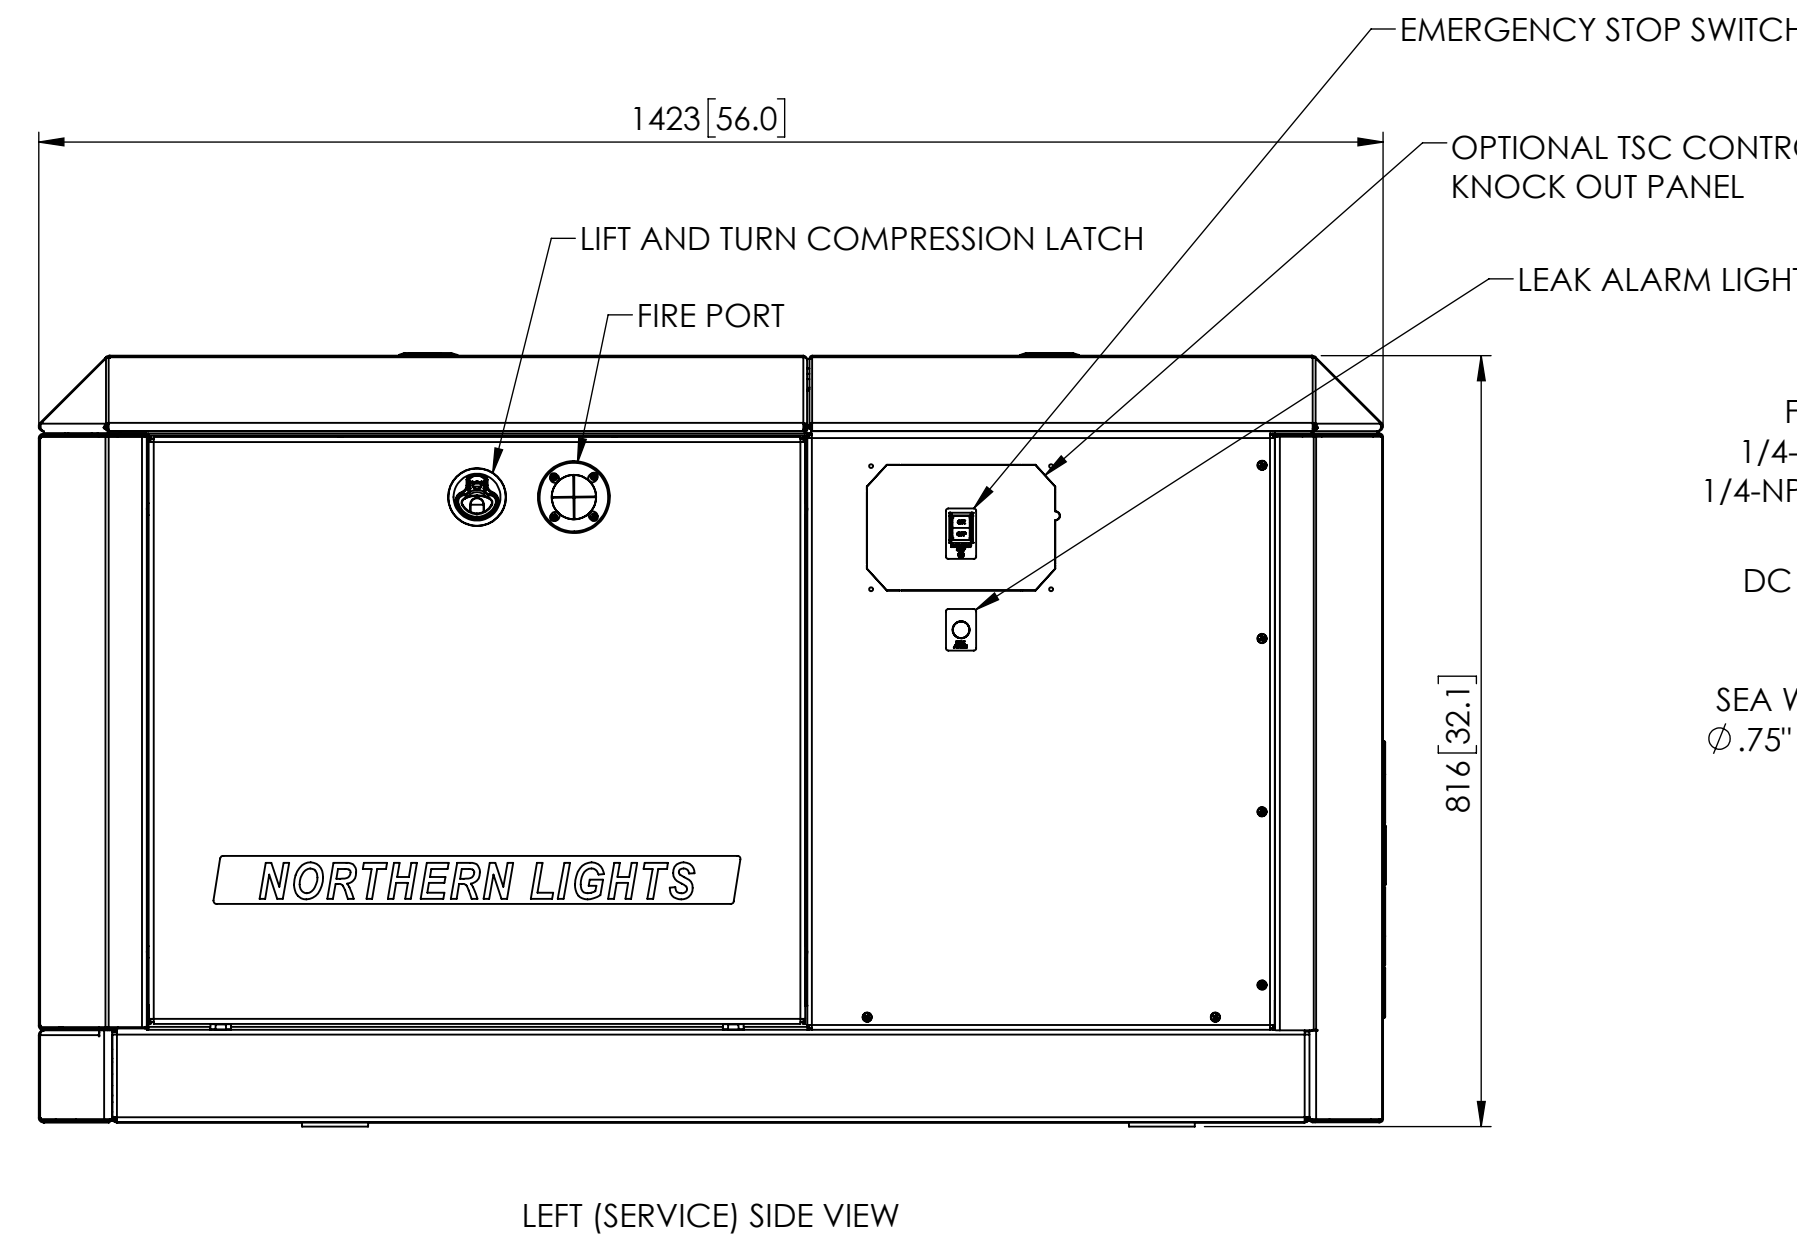 EMERGENCY STOP SWITCH
1423[56.0]
OPTIONAL TSC CONTRO
KNOCK OUT PANEL
LIFT AND TURN COMPRESSION LATCH
LEAK ALARM LIGHT
FIRE PORT
F
1/4-
1/4-NP
ON
OFF
DC
816[32.1]
SEA W
Ø.75"
NORTHERN LIGHTS
LEFT (SERVICE) SIDE VIEW